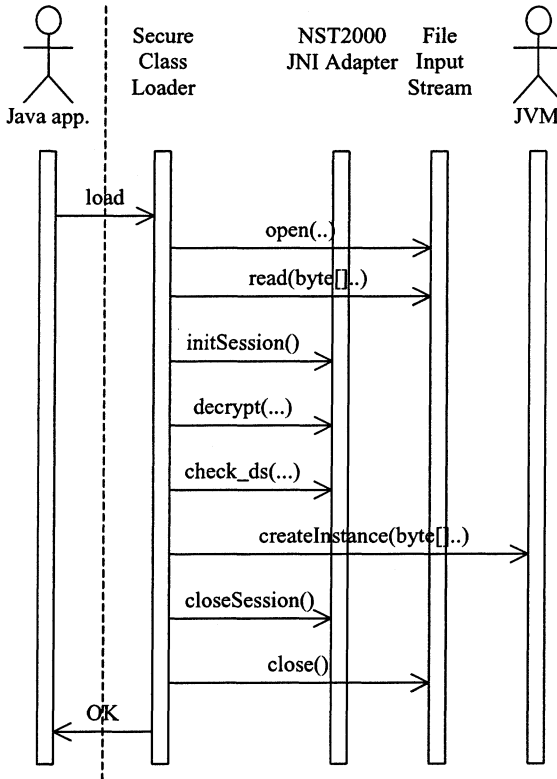 Secure
Class
Loader
NST2000
JNI Adapter
File
Input
Stream
Java app.
JVM
load
open(..)
read(byte[]..)
initSession()
decrypt(...)
check_ds(...)
createInstance(byte[]..)
closeSession()
close()
OK